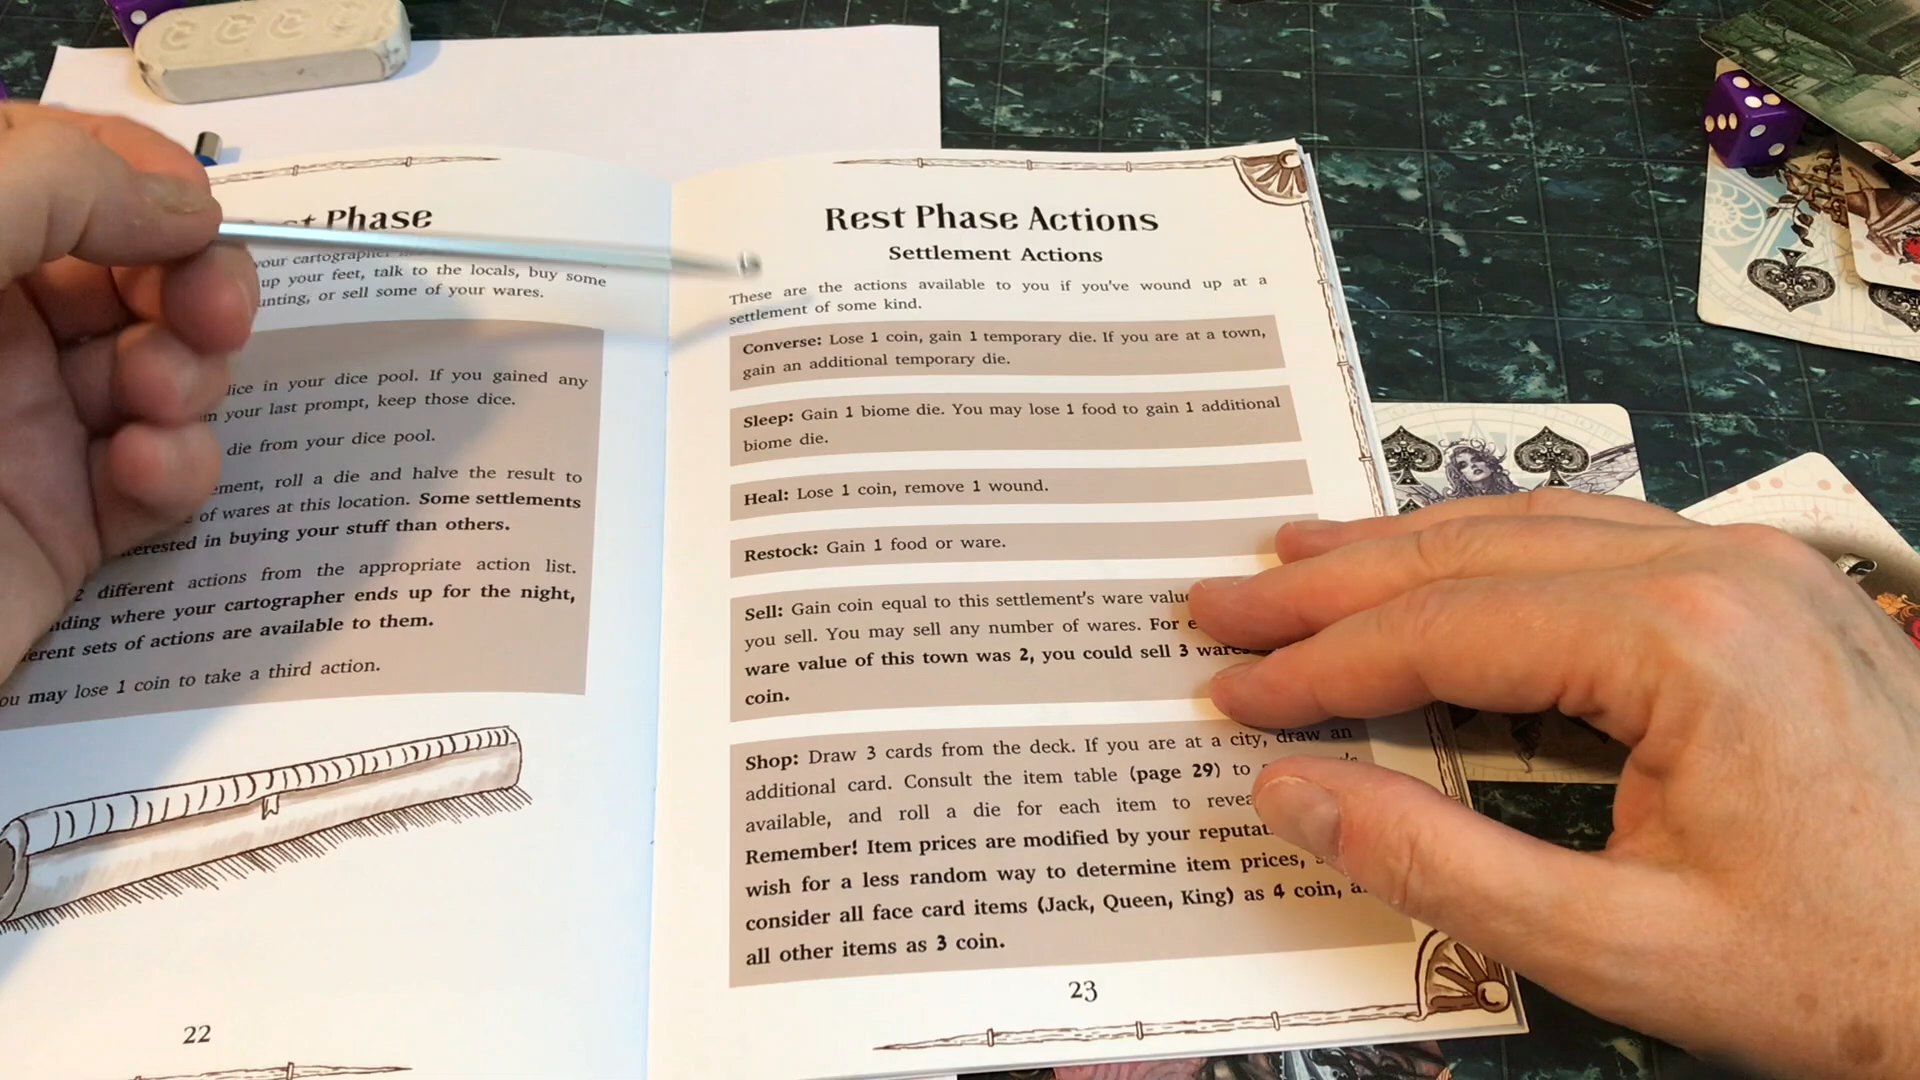 Phase
your cartographer
up your feet, talk to the locals, buy some
or sell some of your wares.
dice in your dice pool. If you gained any
your last prompt, keep those dice.
die from your dice pool.
roll a die and halve the result to
of wares at this location. Some settlements
in buying your stuff than others.
2 different actions from the appropriate action list.
where your cartographer ends up for the night,
sets of actions are available to them.
may lose 1 coin to take a third action.
22
Rest Phase Actions
Settlement Actions
These are the actions available to you if you've wound up at a
settlement of some kind.
Converse: Lose 1 coin, gain 1 temporary die. If you are at a town,
gain an additional temporary die.
Sleep: Gain 1 biome die. You may lose 1 food to gain 1 additional
biome die.
Heal: Lose 1 coin, remove 1 wound.
Restock: Gain 1 food or ware.
Sell: Gain coin equal to this settlement's ware value
you sell. You may sell any number of wares. For
ware value of this town was 2, you could sell 3 wares
coin.
Shop: Draw 3 cards from the deck. If you are at a city, draw an
additional card. Consult the item table (page 29) to
available, and roll a die for each item to
Remember! Item prices are modified by your
wish for a less random way to determine item prices,
consider all face card items (Jack, Queen, King) as 4 coin,
all other items as 3 coin.
23